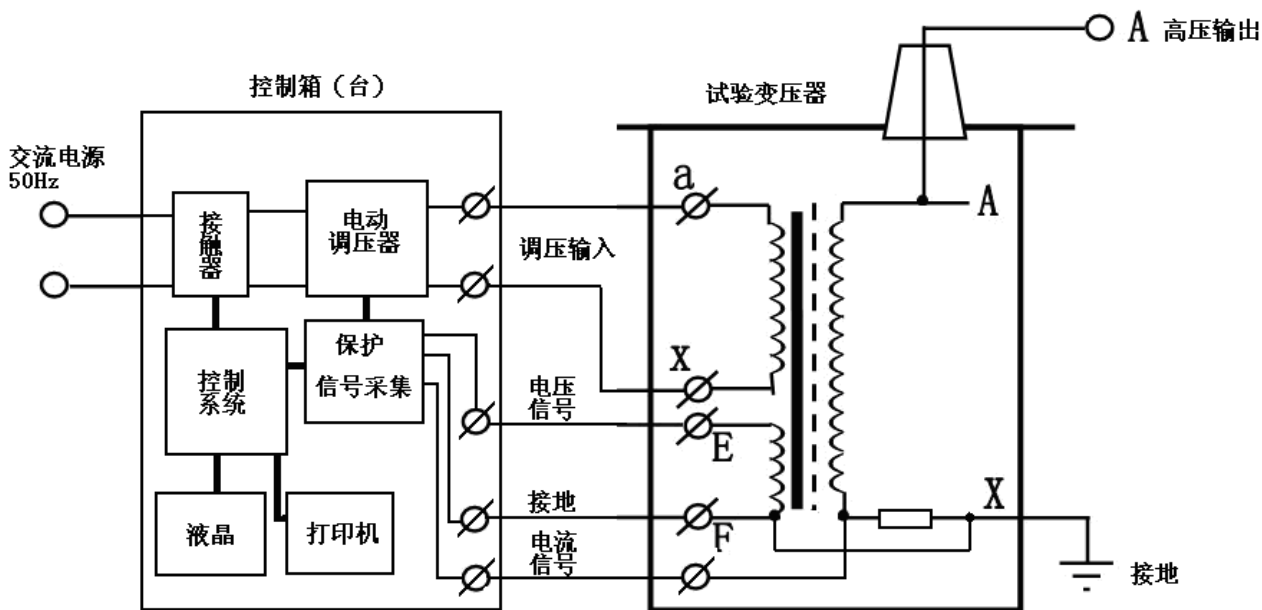 A 高压输出
控制箱（台）
试验变压器
交流电源
50Hz
a
接
触
器
电动
调压器
A
调压输入
保护
信号采集
控制
系统
X
电压
信号
E
接地
X
F
液晶
打印机
电流
信号
接地